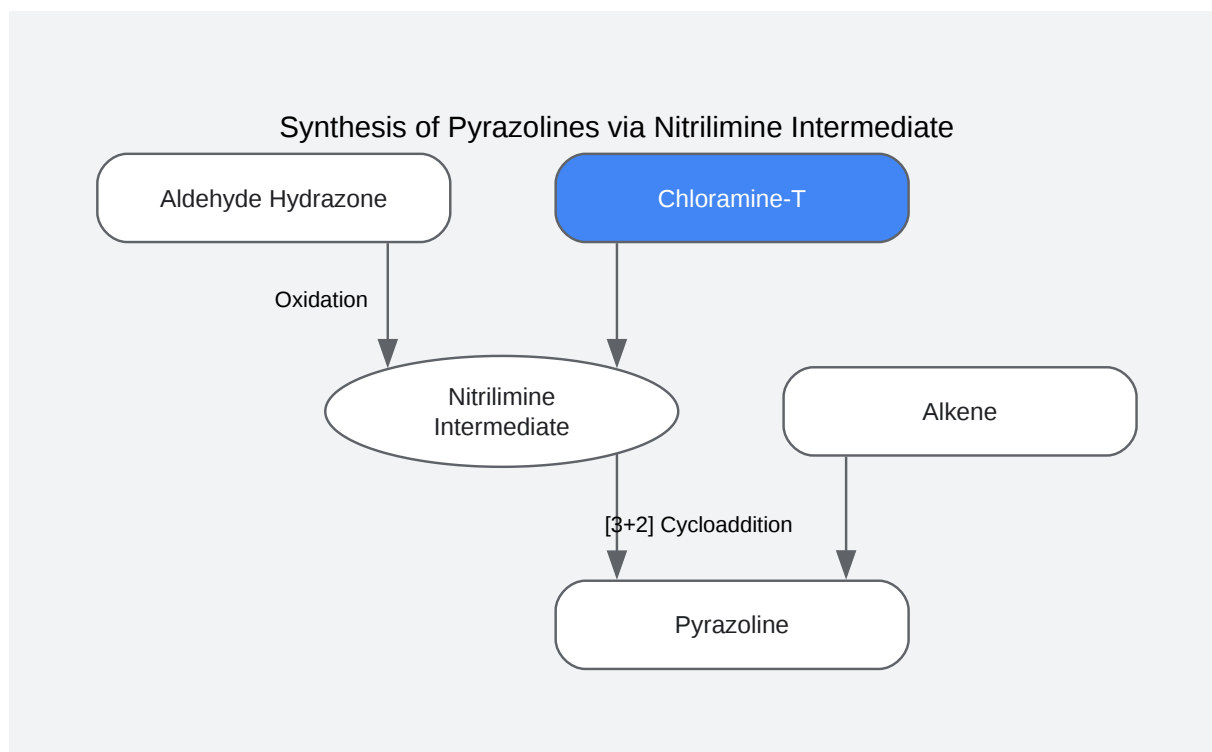 Synthesis of Pyrazolines via Nitrilimine Intermediate
Aldehyde Hydrazone
Chloramine-T
Oxidation
Nitrilimine
Intermediate
Alkene
[3+2] Cycloaddition
Pyrazoline